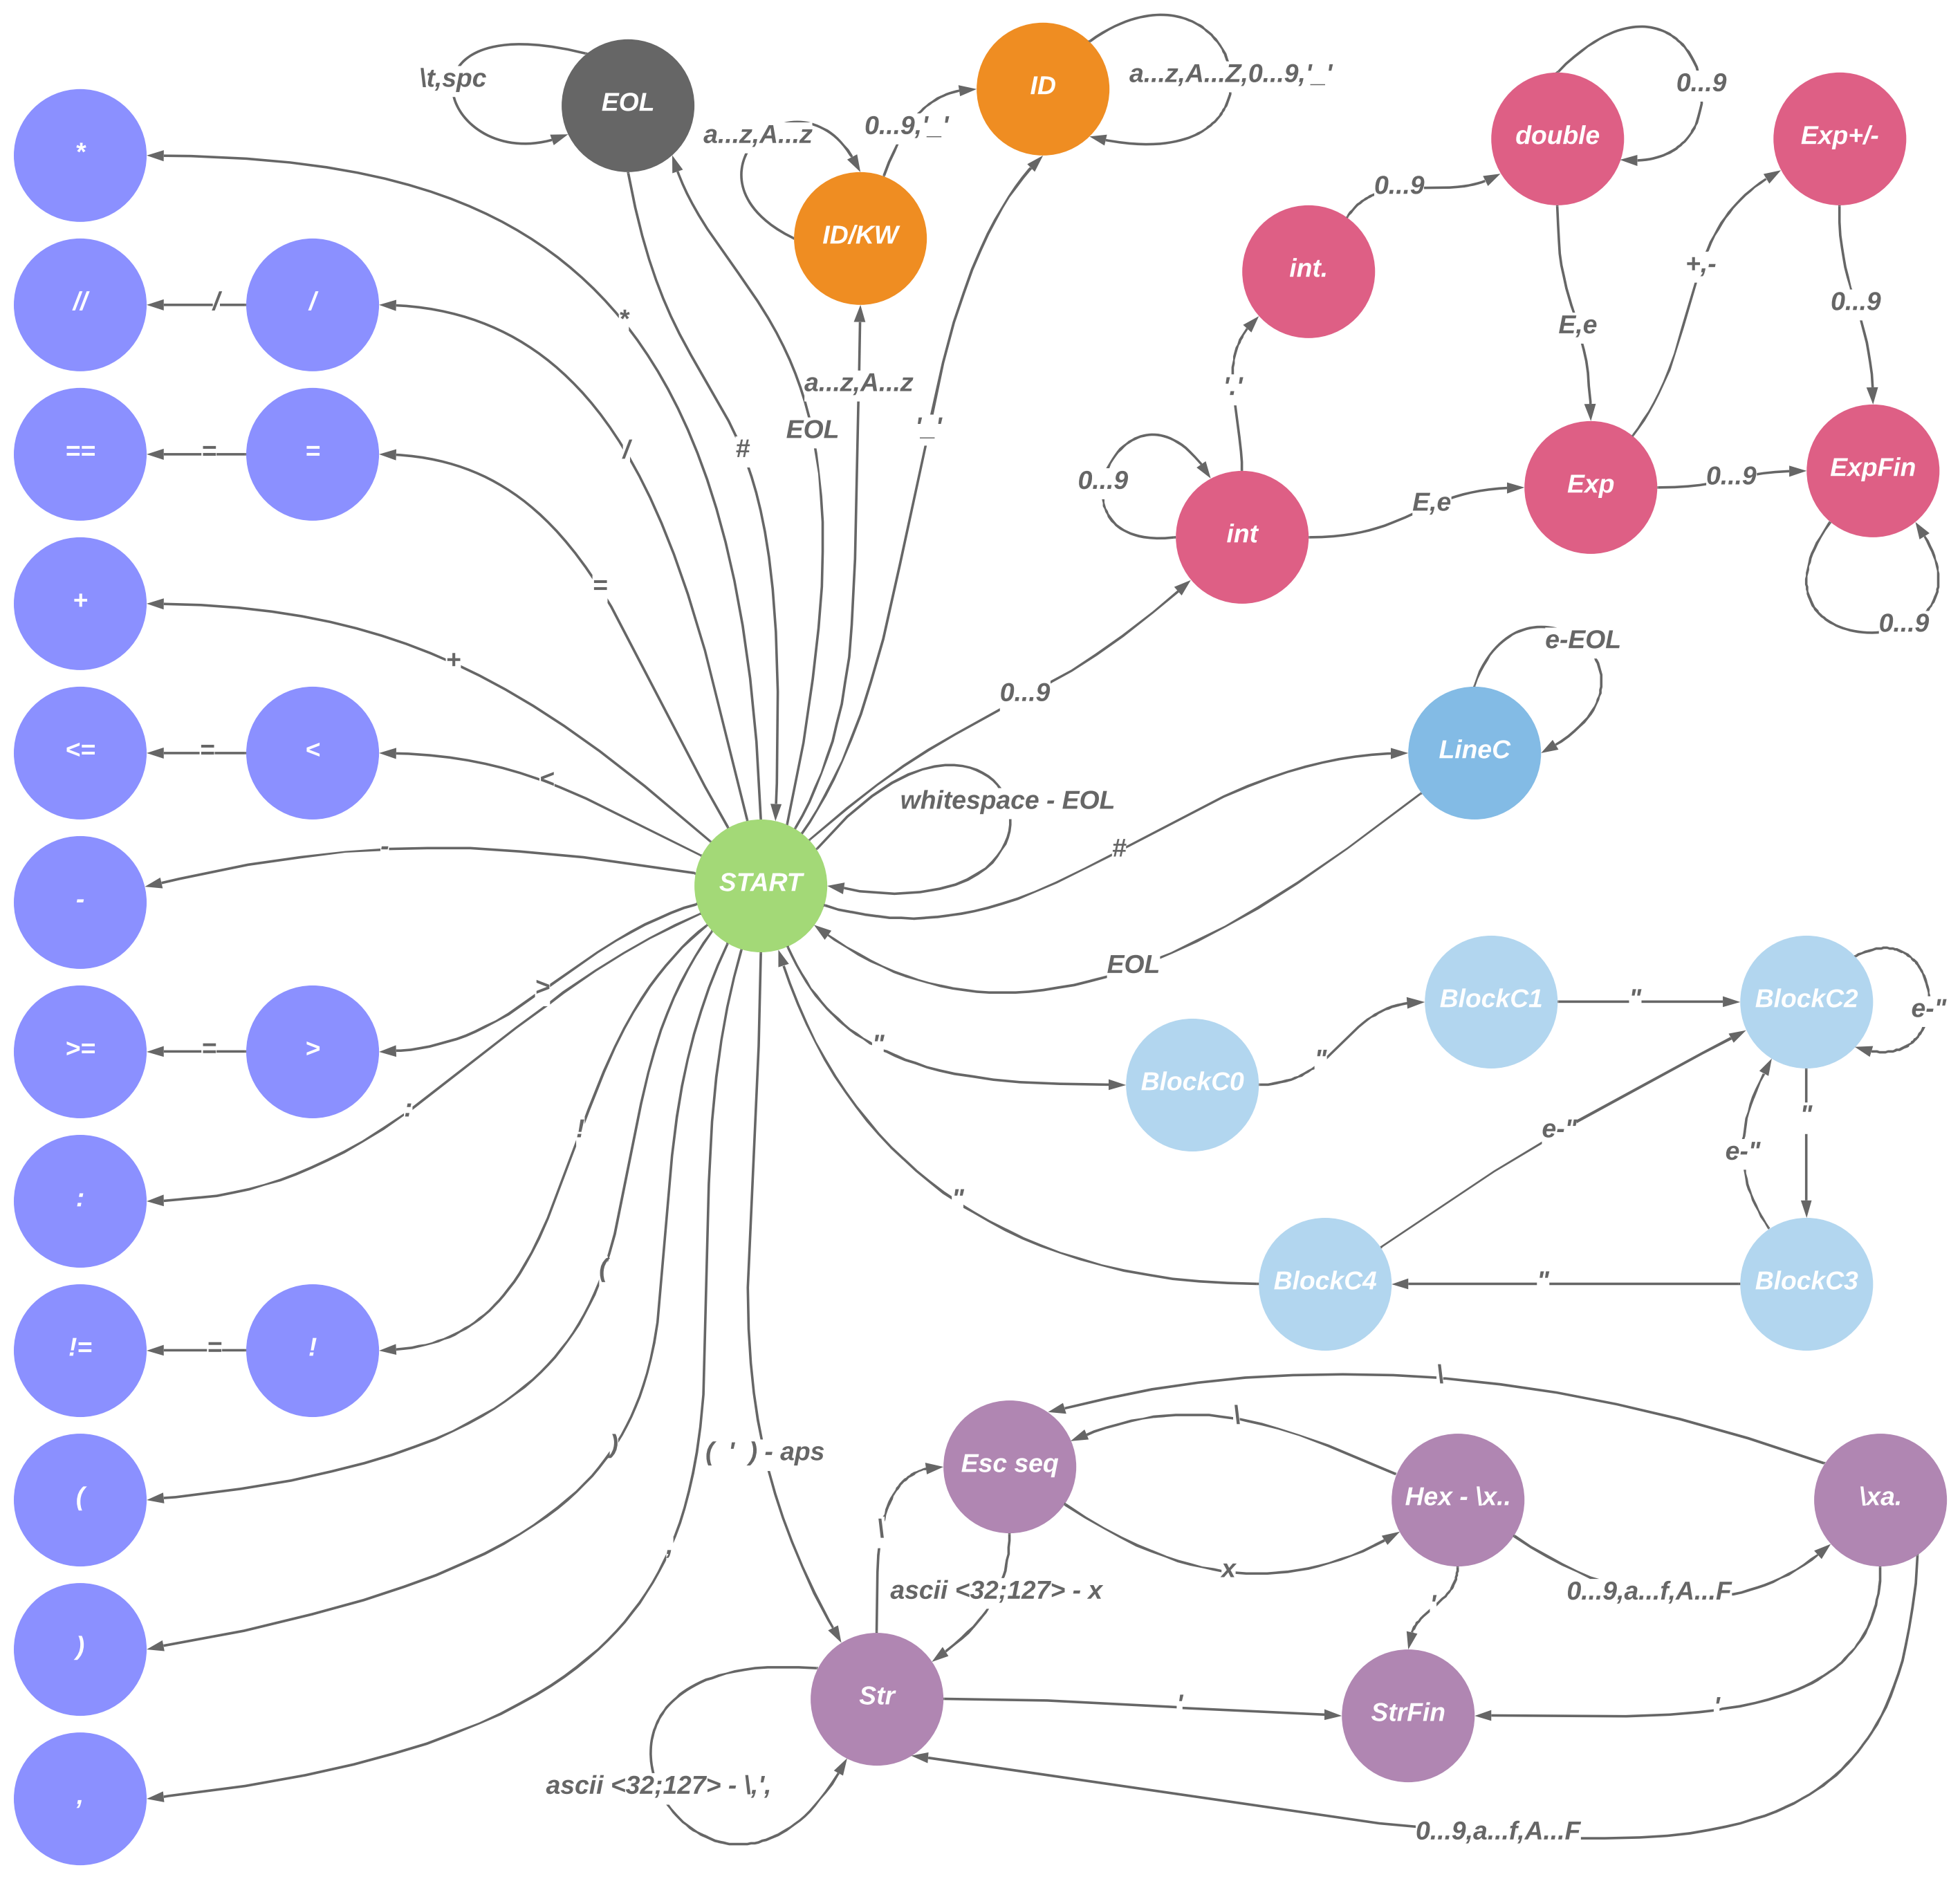 \t,spc
EOL
ID
a...z,A...Z,0...9,'_'
0...9
double
Exp+/-
*
a...z,A...z
0...9,'_'
ID/KW
0...9
int.
+,-
//
/
/
*
E,e
0...9
'.'
a...z,A...z
EOL
'_'
#
/
==
=
=
0...9
ExpFin
Exp
0...9
E,e
int
=
+
+
0...9
0...9
e-EOL
<=
=
<
<
LineC
whitespace - EOL
-
-
#
START
EOL
>
>=
=
>
BlockC1
"
BlockC2
e-"
"
"
BlockC0
:
:
!
"
e-"
e-"
"
(
BlockC4
"
BlockC3
!=
=
!
\
\
)
( ' ) - aps
Esc seq
Hex - \x..
\xa.
(
\
,
x
ascii <32;127> - x
0...9,a...f,A...F
'
)
Str
'
StrFin
'
ascii <32;127> - \,',
,
0...9,a...f,A...F